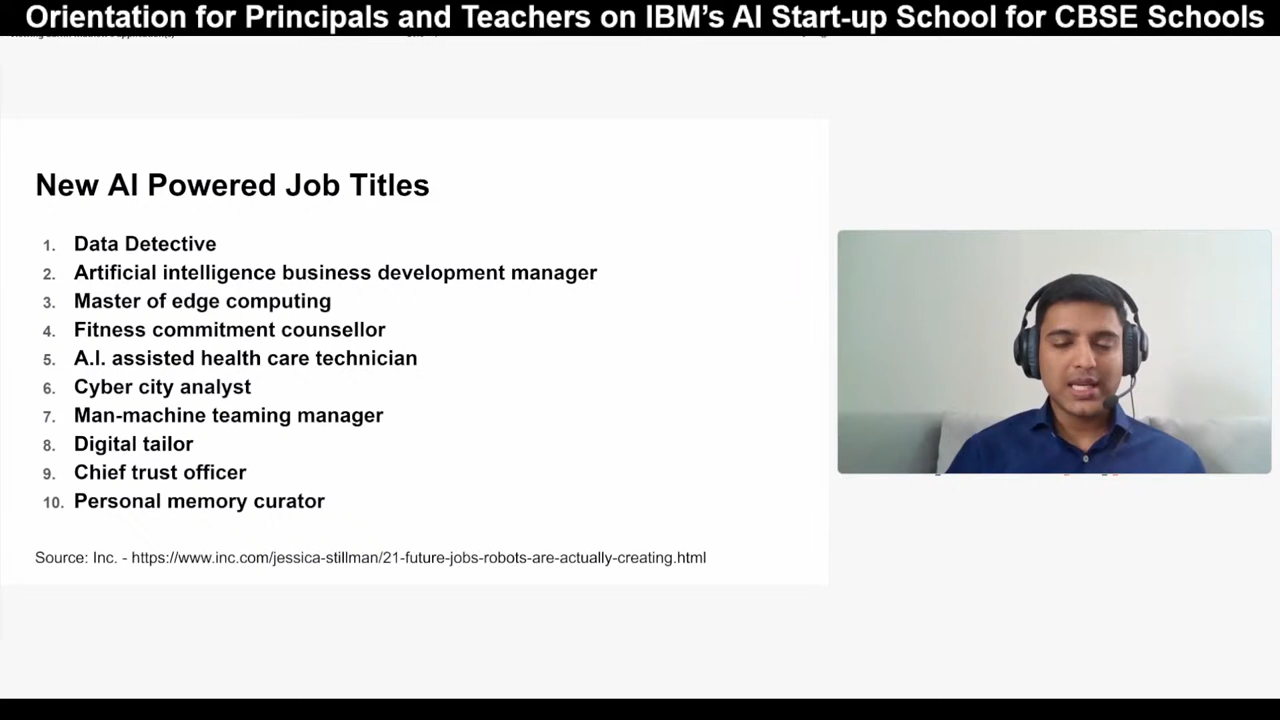 Orientation for Principals and Teachers on IBM's AI Start-up School for CBSE Schools
New AI Powered Job Titles
1. Data Detective
2. Artificial intelligence business development manager
3. Master of edge computing
4. Fitness commitment counsellor
5. A.I. assisted health care technician
6. Cyber city analyst
7. Man-machine teaming manager
8. Digital tailor
9. Chief trust officer
10. Personal memory curator
Source: Inc. - https://www.inc.com/jessica-stillman/21-future-jobs-robots-are-actually-creating.html